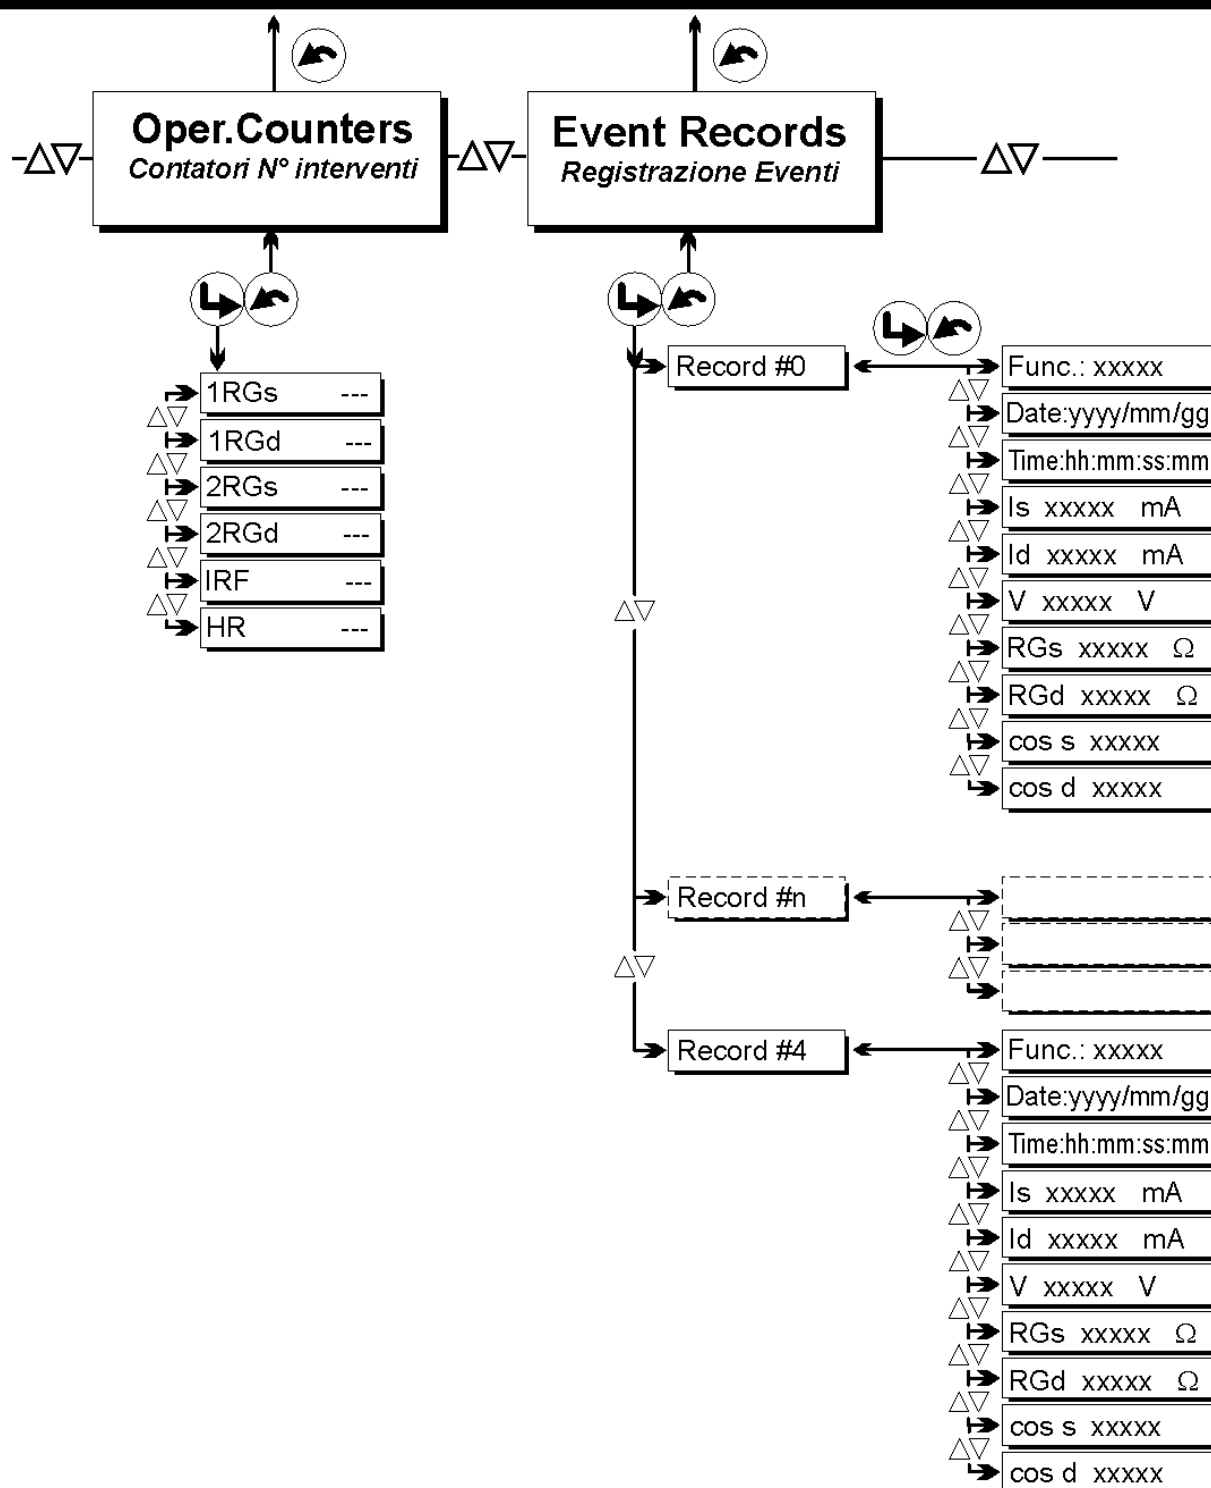 Oper.Counters
Contatori N° interventi
Event Records
Registrazione Eventi
1RGs ---
1RGd ---
2RGs ---
2RGd ---
IRF ---
HR ---
Record #0
Func.: xxxxx
Date:yyyy/mm/gg
Time:hh:mm:ss:mm
Is xxxxx mA
Id xxxxx mA
V xxxxx V
RGs xxxxx Ω
RGd xxxxx Ω
cos s xxxxx
cos d xxxxx
Record #n
Record #4
Func.: xxxxx
Date:yyyy/mm/gg
Time:hh:mm:ss:mm
Is xxxxx mA
Id xxxxx mA
V xxxxx V
RGs xxxxx Ω
RGd xxxxx Ω
cos s xxxxx
cos d xxxxx